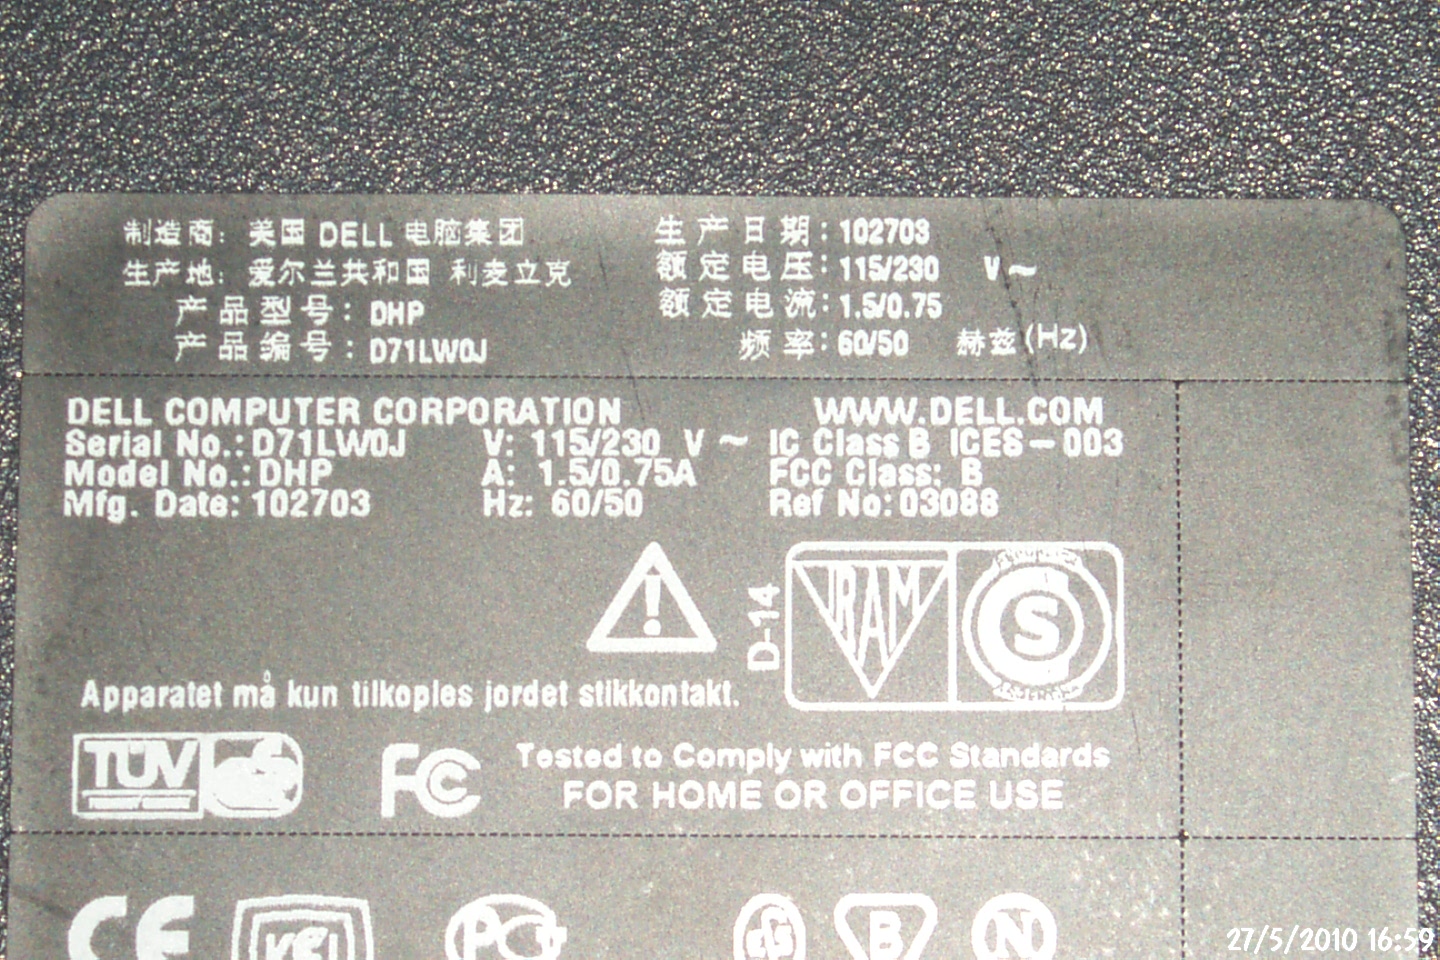 制造商: 美国 DELL 电脑集团 生产日期: 102703
生产地: 爱尔兰共和国 利麦立克 额定电压: 115/230 V ~
产品型号: DHP 额定电流: 1.5/0.75
产品编号: D71LW0J 频率: 60/50 赫兹(Hz)
DELL COMPUTER CORPORATION WWW.DELL.COM
Serial No.: D71LW0J V: 115/230 V ~ IC Class B ICES-003
Model No.: DHP A: 1.5/0.75A FCC Class: B
Mfg. Date: 102703 Hz: 60/50 Ref No: 03088
D-14
VRAM
S
Apparatet må kun tilkoples jordet stikkontakt.
TÜV
FC
Tested to Comply with FCC Standards
FOR HOME OR OFFICE USE
CE
B
N
27/5/2010 16:59